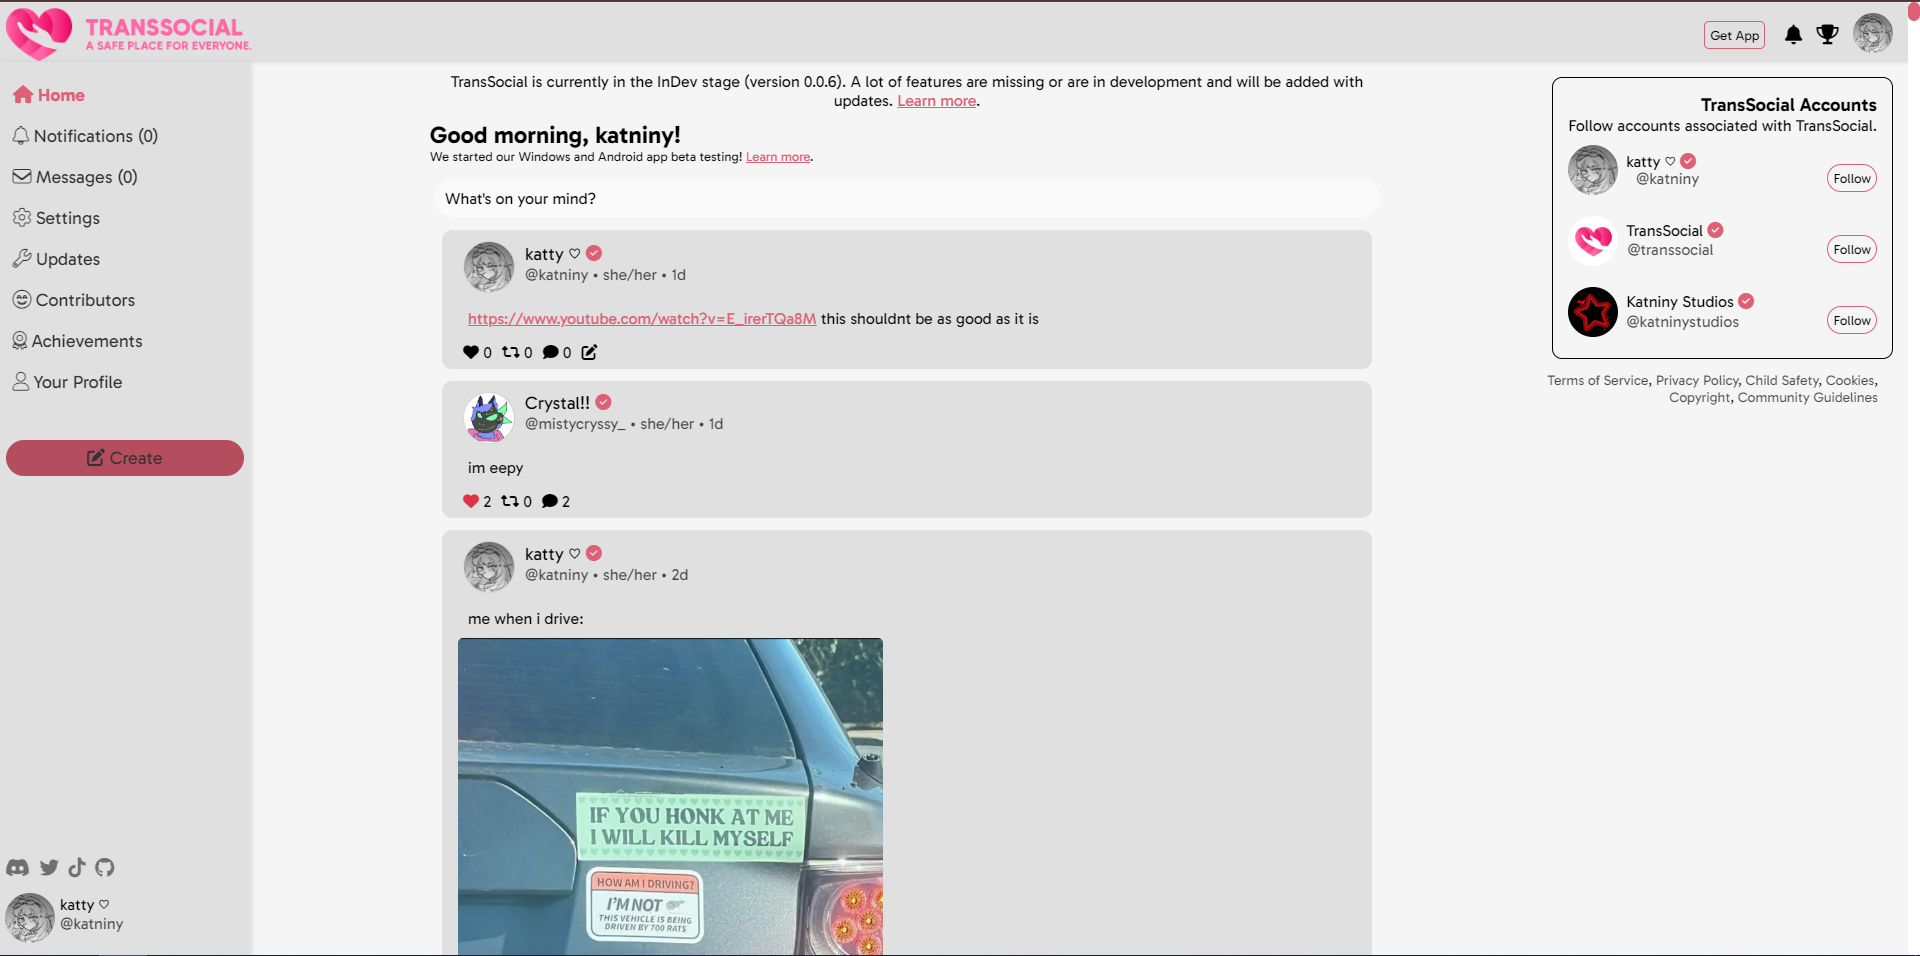 TRANSSOCIAL
A SAFE PLACE FOR EVERYONE.
Get App
Home
Notifications (0)
Messages (0)
Settings
Updates
Contributors
Achievements
Your Profile
Create
katty ♡
@katniny
TransSocial is currently in the InDev stage (version 0.0.6). A lot of features are missing or are in development and will be added with
updates. Learn more.
Good morning, katniny!
We started our Windows and Android app beta testing! Learn more.
What's on your mind?
katty ♡
@katniny • she/her • 1d
https://www.youtube.com/watch?v=E_irerTQa8M this shouldnt be as good as it is
0 0 0
Crystal!!
@mistycryssy_ • she/her • 1d
im eepy
2 0 2
katty ♡
@katniny • she/her • 2d
me when i drive:
IF YOU HONK AT ME
I WILL KILL MYSELF
HOW AM I DRIVING?
I'M NOT
THIS VEHICLE IS BEING
DRIVEN BY 700 RATS
TransSocial Accounts
Follow accounts associated with TransSocial.
katty ♡
@katniny
Follow
TransSocial
@transsocial
Follow
Katniny Studios
@katninystudios
Follow
Terms of Service, Privacy Policy, Child Safety, Cookies,
Copyright, Community Guidelines